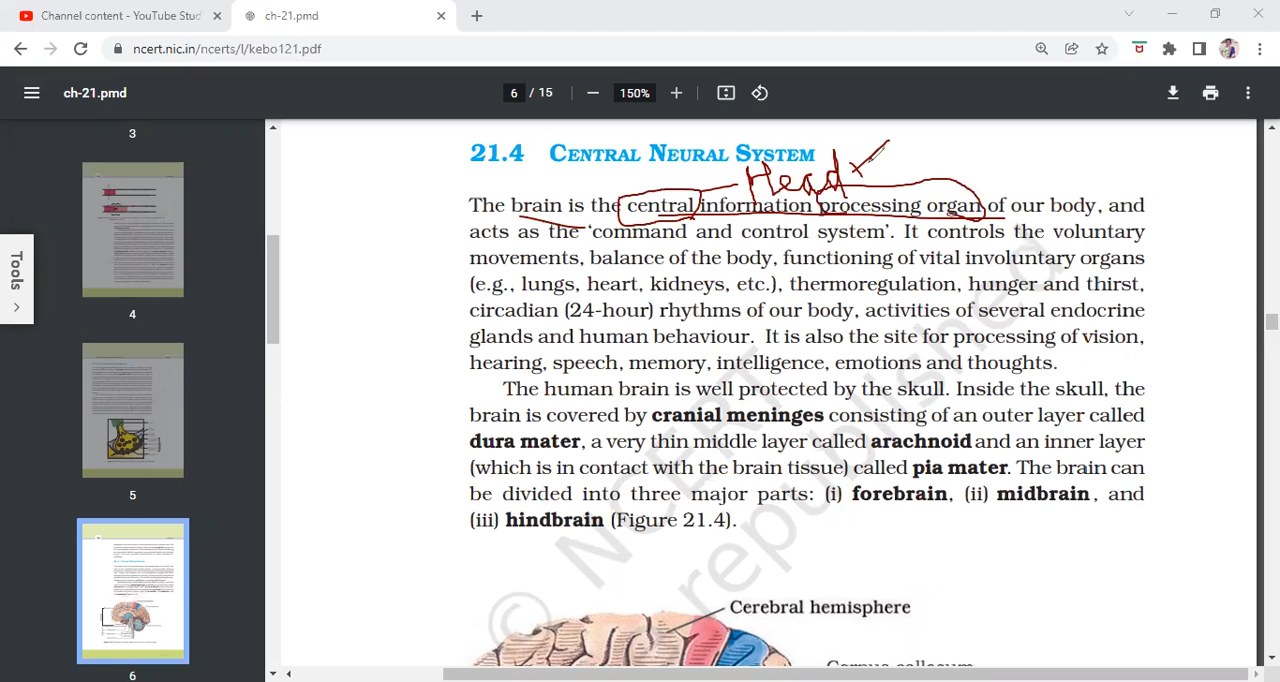 Channel content - YouTube Stud
ch-21.pmd
ncert.nic.in/ncerts/l/kebo121.pdf
ch-21.pmd
6 / 15
150%
3
4
5
6
Tools
21.4 CENTRAL NEURAL SYSTEM
Head
The brain is the central information processing organ of our body, and
acts as the ‘command and control system’. It controls the voluntary
movements, balance of the body, functioning of vital involuntary organs
(e.g., lungs, heart, kidneys, etc.), thermoregulation, hunger and thirst,
circadian (24-hour) rhythms of our body, activities of several endocrine
glands and human behaviour. It is also the site for processing of vision,
hearing, speech, memory, intelligence, emotions and thoughts.
The human brain is well protected by the skull. Inside the skull, the
brain is covered by cranial meninges consisting of an outer layer called
dura mater, a very thin middle layer called arachnoid and an inner layer
(which is in contact with the brain tissue) called pia mater. The brain can
be divided into three major parts: (i) forebrain, (ii) midbrain, and
(iii) hindbrain (Figure 21.4).
© NCERT
republished
Cerebral hemisphere
Corpus callosum